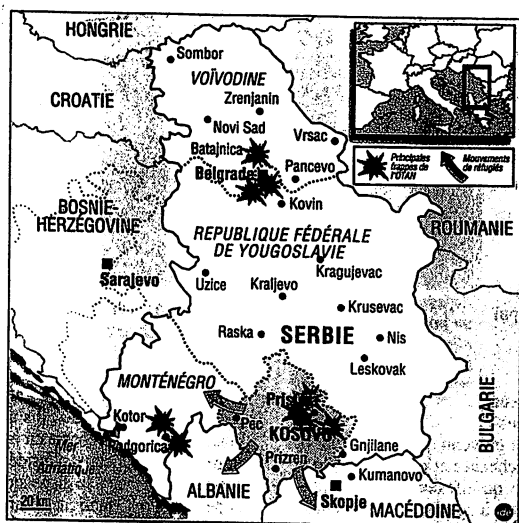 HONGRIE
Sombor
VOÏVODINE
CROATIE
Zrenjanin
Novi Sad
Vrsac
Batajnica
Belgrade
Pancevo
Kovin
Principales
frappes de
l'OTAN
Mouvements
de réfugiés
BOSNIE-
HERZÉGOVINE
ROUMANIE
REPUBLIQUE FÉDÉRALE
DE YOUGOSLAVIE
Sarajevo
Kragujevac
Uzice
Kraljevo
Krusevac
Raska
SERBIE
Nis
Leskovak
MONTÉNÉGRO
BULGARIE
Kotor
Pec
KOSOVO
Gnjilane
Mer
Adriatique
Prizren
Kumanovo
ALBANIE
Skopje
MACÉDOINE
20 km